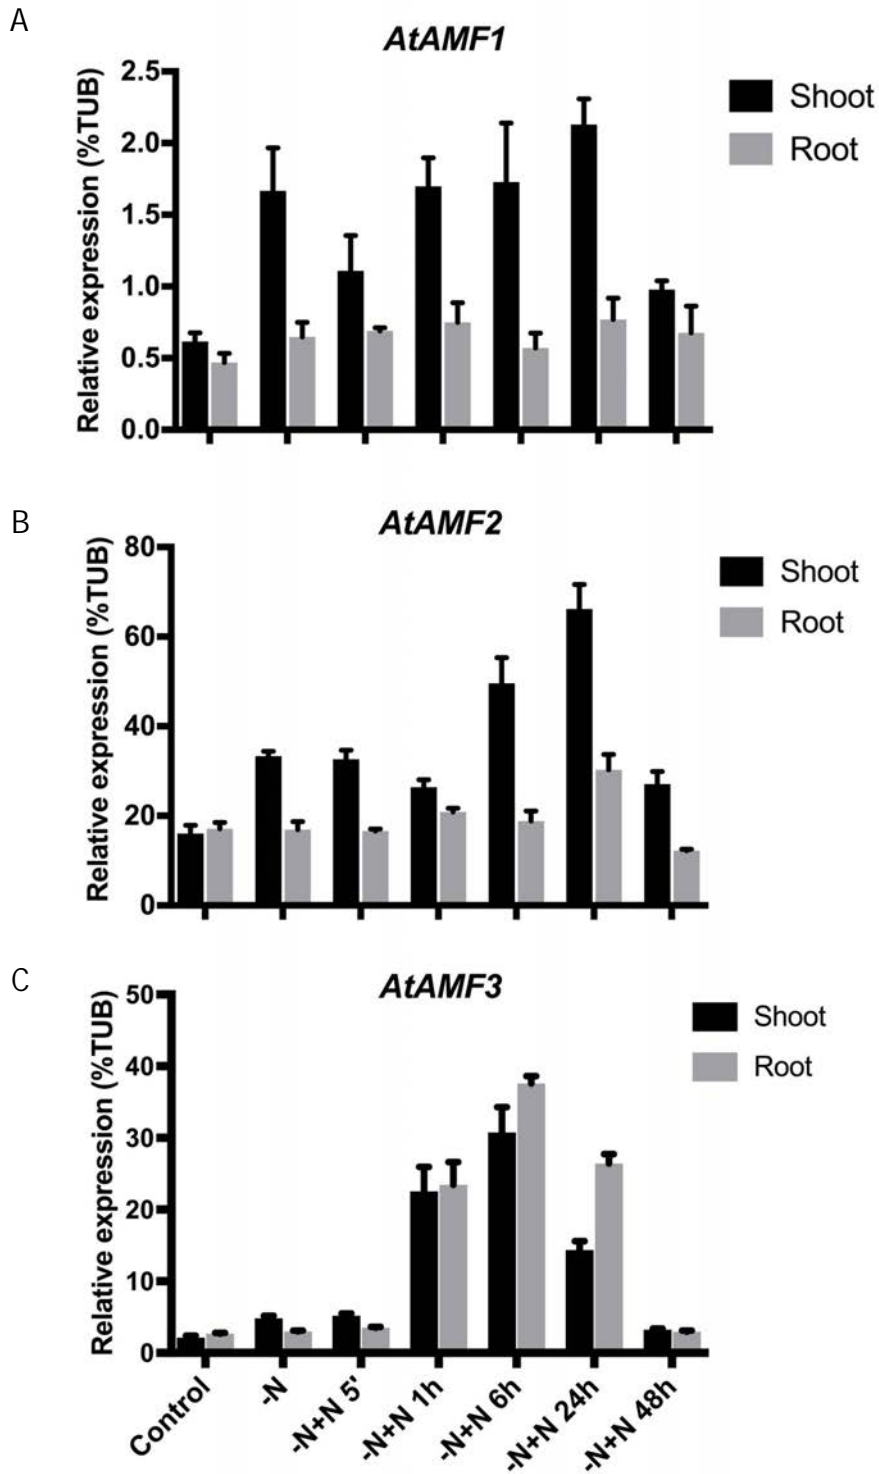 A
AtAMF1
Relative expression (%TUB)
2.5
2.0
1.5
1.0
0.5
0.0
Shoot
Root
B
AtAMF2
Relative expression (%TUB)
80
60
40
20
0
Shoot
Root
C
AtAMF3
Relative expression (%TUB)
50
40
30
20
10
0
Shoot
Root
Control
-N
-N+N 5'
-N+N 1h
-N+N 6h
-N+N 24h
-N+N 48h